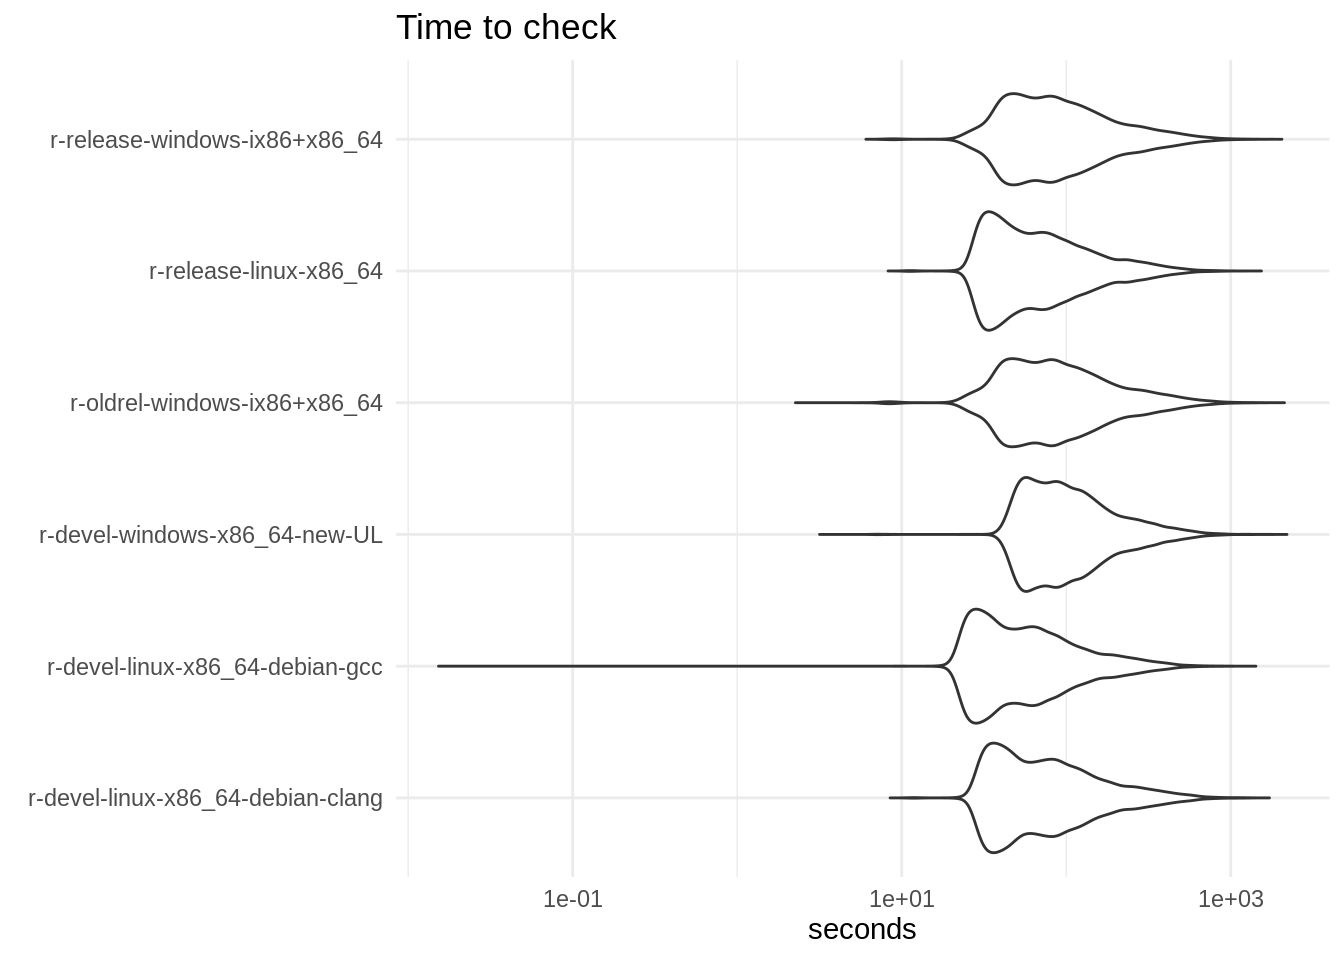 Time to check
r-release-windows-ix86+x86_64
r-release-linux-x86_64
r-oldrel-windows-ix86+x86_64
r-devel-windows-x86_64-new-UL
r-devel-linux-x86_64-debian-gcc
r-devel-linux-x86_64-debian-clang
1e-01 1e+01 1e+03
seconds